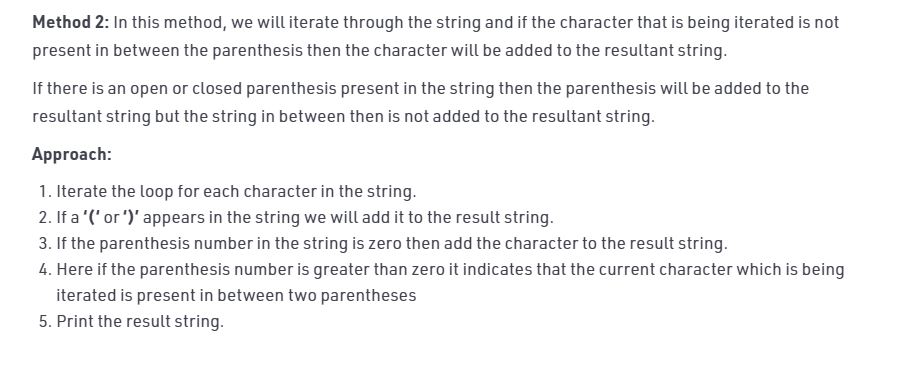 Method 2: In this method, we will iterate through the string and if the character that is being iterated is not
present in between the parenthesis then the character will be added to the resultant string.
If there is an open or closed parenthesis present in the string then the parenthesis will be added to the
resultant string but the string in between then is not added to the resultant string.
Approach:
1. Iterate the loop for each character in the string.
2. If a ‘(‘ or ‘)’ appears in the string we will add it to the result string.
3. If the parenthesis number in the string is zero then add the character to the result string.
4. Here if the parenthesis number is greater than zero it indicates that the current character which is being
iterated is present in between two parentheses
5. Print the result string.